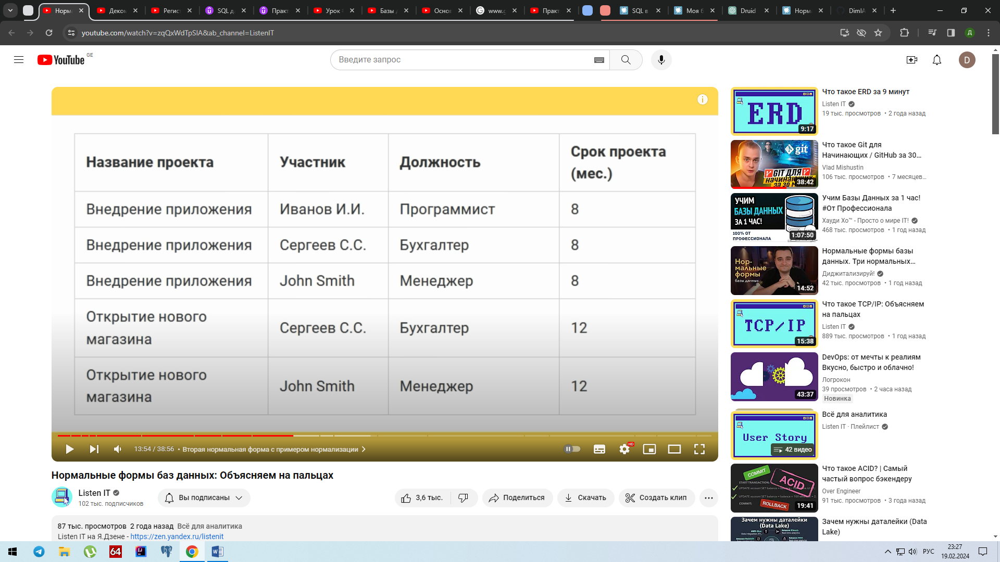 Норм
Деком
Регист
SQL д
Практ
Урок
Базы
Основ
www.g
Практ
SQL в
Моя б
Druid
Норм
DimlA
youtube.com/watch?v=zqQxWdTpSIA&ab_channel=ListenIT
Д
YouTube GE
Введите запрос
D
Название проекта Участник Должность Срок проекта (мес.)
Внедрение приложения Иванов И.И. Программист 8
Внедрение приложения Сергеев С.С. Бухгалтер 8
Внедрение приложения John Smith Менеджер 8
Открытие нового магазина Сергеев С.С. Бухгалтер 12
Открытие нового магазина John Smith Менеджер 12
13:54 / 38:56 • Вторая нормальная форма с примером нормализации
HD
Нормальные формы баз данных: Объясняем на пальцах
Listen IT
102 тыс. подписчиков
Вы подписаны
3,6 тыс.
Поделиться
Скачать
Создать клип
87 тыс. просмотров 2 года назад Всё для аналитика
Listen IT на Я.Дзене - https://zen.yandex.ru/listenit
ERD
9:17
Что такое ERD за 9 минут
Listen IT
19 тыс. просмотров • 2 года назад
git
GIT ДЛЯ
НАЧИНАЮЩИХ
ЗА 30
38:42
Что такое Git для
Начинающих / GitHub за 30...
Vlad Mishustin
106 тыс. просмотров • 7 месяцев...
УЧИМ
БАЗЫ ДАННЫХ
ЗА 1 ЧАС!
100% ОТ
ПРОФЕССИОНАЛА
1:07:50
Учим Базы Данных за 1 час!
#От Профессионала
Хауди Хо™ - Просто о мире IT!
468 тыс. просмотров • 1 год назад
Нор-
мальные
формы
базы данных
14:52
Нормальные формы базы
данных. Три нормальных...
Диджитализируй!
42 тыс. просмотров • 1 год назад
TCP/IP
15:38
Что такое TCP/IP: Объясняем
на пальцах
Listen IT
889 тыс. просмотров • 1 год назад
43:37
DevOps: от мечты к реалиям
Вкусно, быстро и облачно!
Логрокон
39 просмотров • 2 часа назад
Новинка
User Story
42 видео
Всё для аналитика
Listen IT · Плейлист
COMMIT
ACID
START TRANSACTION;
COMMIT;
ROLLBACK
19:41
Что такое ACID? | Самый
частый вопрос бэкендеру
Over Engineer
91 тыс. просмотров • 3 года назад
Зачем нужны даталейки
(Data Lake)
Зачем нужны даталейки (Data
Lake)
64
РУС
23:27
19.02.2024